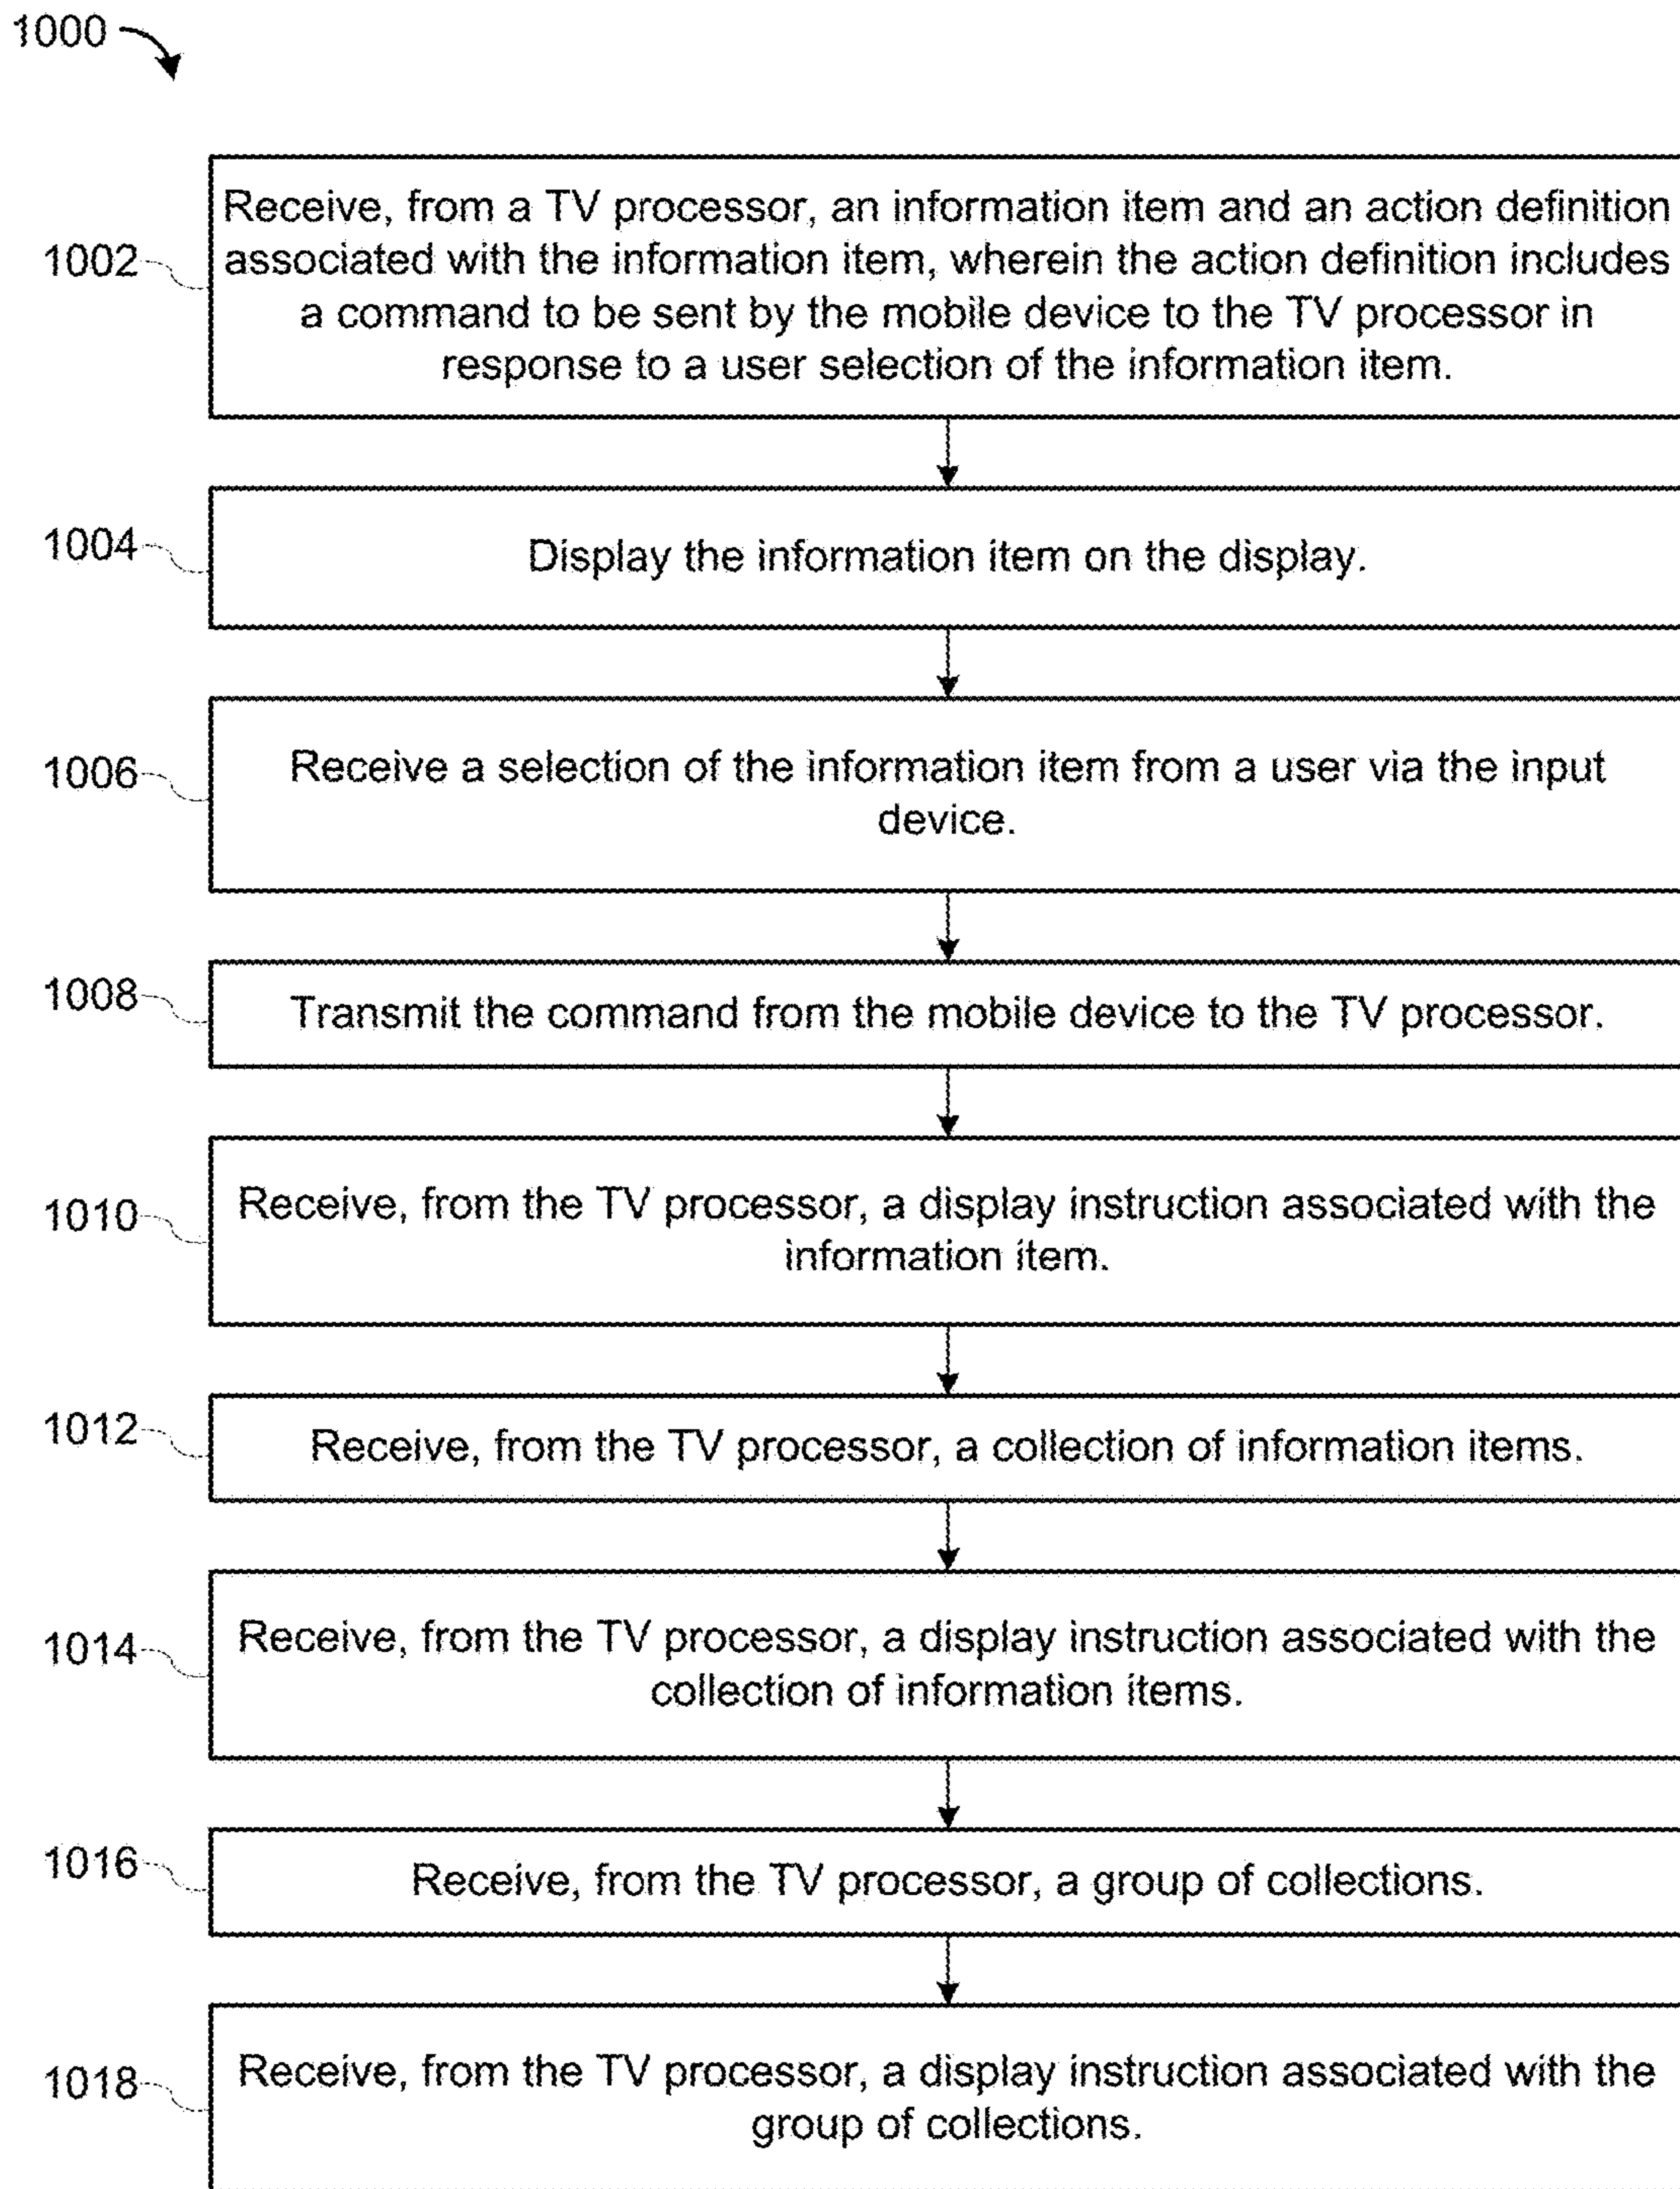 1000
1002
Receive, from a TV processor, an information item and an action definition
associated with the information item, wherein the action definition includes
a command to be sent by the mobile device to the TV processor in
response to a user selection of the information item.
1004
Display the information item on the display.
1006
Receive a selection of the information item from a user via the input
device.
1008
Transmit the command from the mobile device to the TV processor.
1010
Receive, from the TV processor, a display instruction associated with the
information item.
1012
Receive, from the TV processor, a collection of information items.
1014
Receive, from the TV processor, a display instruction associated with the
collection of information items.
1016
Receive, from the TV processor, a group of collections.
1018
Receive, from the TV processor, a display instruction associated with the
group of collections.